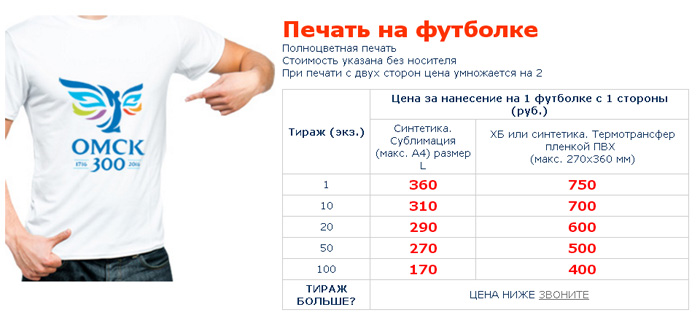 Печать на футболке
Полноцветная печать
Стоимость указана без носителя
При печати с двух сторон цена умножается на 2
ОМСК
1716 300 2016
Тираж (экз.)
Цена за нанесение на 1 футболке с 1 стороны
(руб.)
Синтетика.
Сублимация
(макс. А4) размер
L
ХБ или синтетика. Термотрансфер
пленкой ПВХ
(макс. 270х360 мм)
1 360 750
10 310 700
20 290 600
50 270 500
100 170 400
ТИРАЖ
БОЛЬШЕ?
ЦЕНА НИЖЕ ЗВОНИТЕ